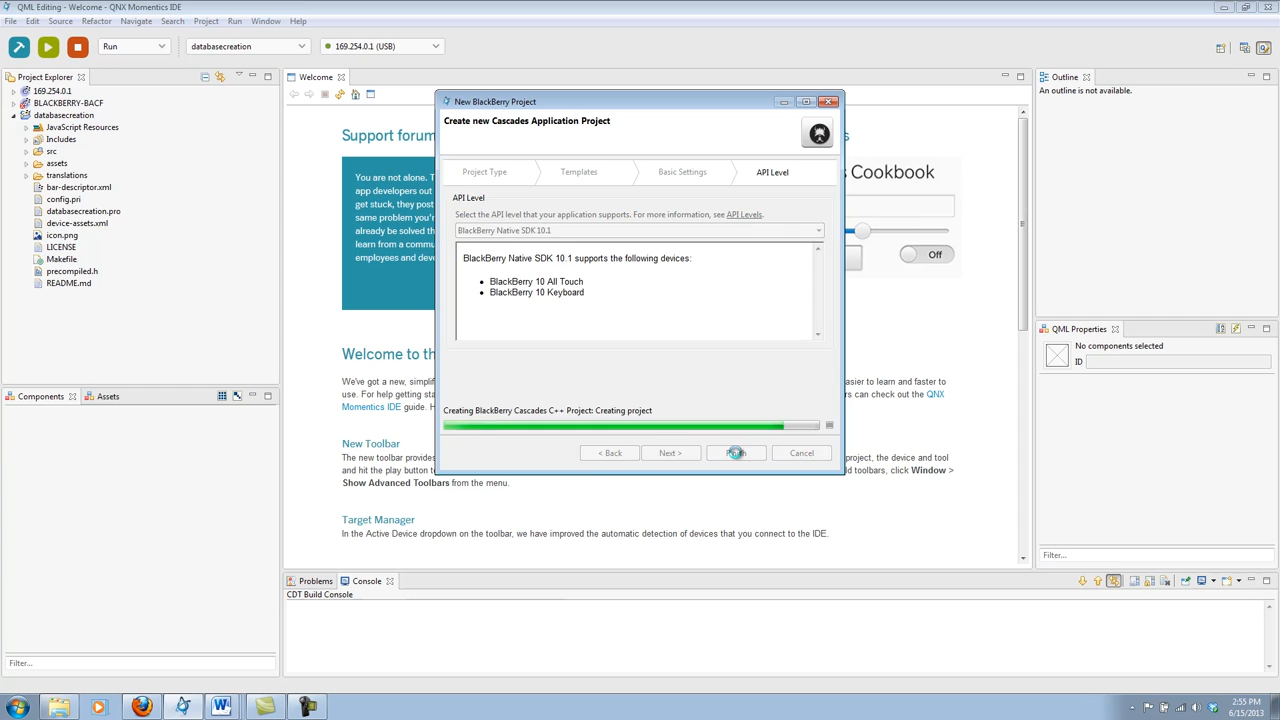 QML Editing - Welcome - QNX Momentics IDE
File Edit Source Refactor Navigate Search Project Run Window Help
Run databasecreation 169.254.0.1 (USB)
Project Explorer
169.254.0.1
BLACKBERRY-BACF
databasecreation
JavaScript Resources
Includes
src
assets
translations
bar-descriptor.xml
config.pri
databasecreation.pro
device-assets.xml
icon.png
LICENSE
Makefile
precompiled.h
README.md
Components Assets
Filter...
Welcome
Support forum
You are not alone. T
app developers out
get stuck, they post
same problem you'r
already be solved th
learn from a commu
employees and deve
s Cookbook
Off
Welcome to th
We've got a new, simplif
use. For help getting sta
Momentics IDE guide. H
easier to learn and faster to
rs can check out the QNX
New Toolbar
The new toolbar provides
and hit the play button t
Show Advanced Toolbars from the menu.
project, the device and tool
ld toolbars, click Window >
Target Manager
In the Active Device dropdown on the toolbar, we have improved the automatic detection of devices that you connect to the IDE.
New BlackBerry Project
Create new Cascades Application Project
Project Type Templates Basic Settings API Level
API Level
Select the API level that your application supports. For more information, see API Levels.
BlackBerry Native SDK 10.1
BlackBerry Native SDK 10.1 supports the following devices:
• BlackBerry 10 All Touch
• BlackBerry 10 Keyboard
Creating BlackBerry Cascades C++ Project: Creating project
< Back Next > Cancel
Problems Console
CDT Build Console
Outline
An outline is not available.
QML Properties
No components selected
ID
Filter...
2:55 PM
6/15/2013